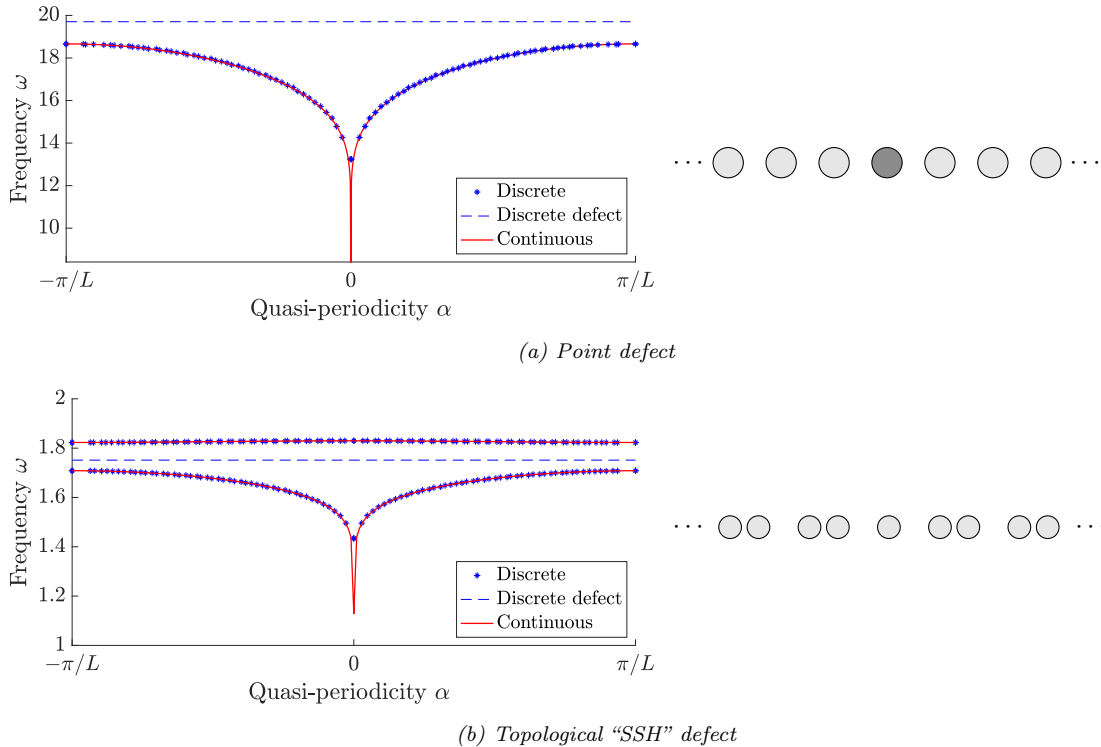 20
18
16
14
12
10
Frequency ω
−π/L
0
π/L
Quasi-periodicity α
Discrete
Discrete defect
Continuous
··· ···
(a) Point defect
2
1.8
1.6
1.4
1.2
1
Frequency ω
−π/L
0
π/L
Quasi-periodicity α
Discrete
Discrete defect
Continuous
··· ···
(b) Topological “SSH” defect